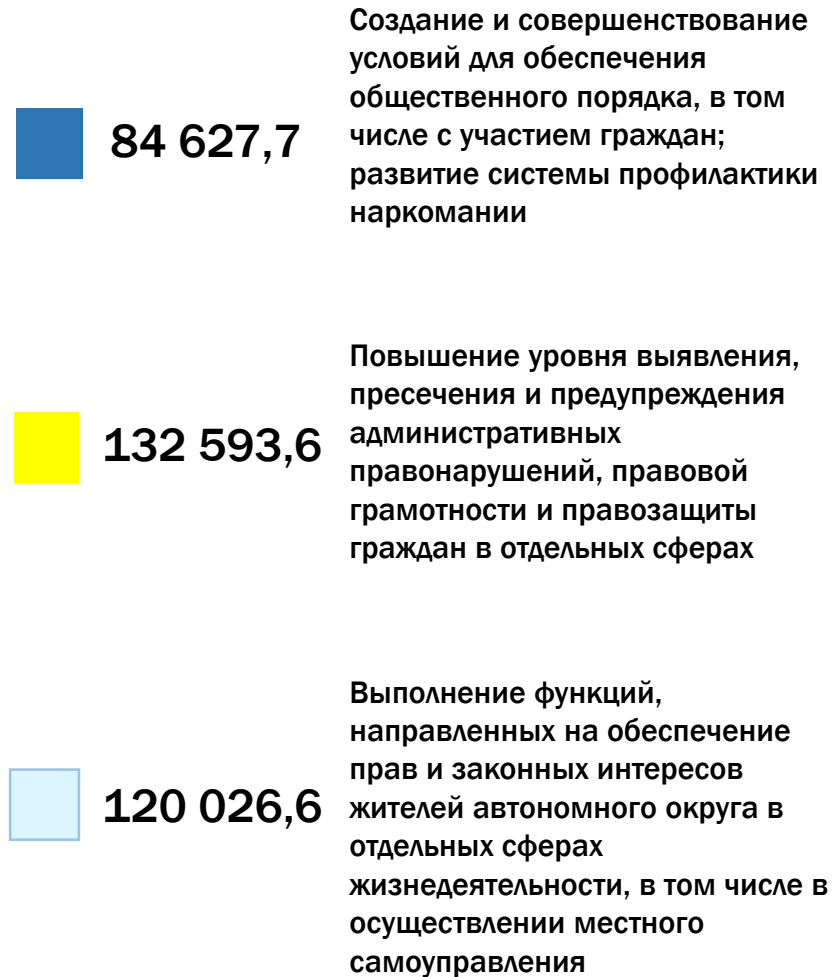 Создание и совершенствование
условий для обеспечения
общественного порядка, в том
84 627,7
числе с участием граждан;
развитие системы профилактики
наркомании
Повышение уровня выявления,
пресечения и предупреждения
административных
132 593,6
правонарушений, правовой
грамотности и правозащиты
граждан в отдельных сферах
Выполнение функций,
направленных на обеспечение
прав и законных интересов
120 026,6
жителей автономного округа в
отдельных сферах
жизнедеятельности, в том числе в
осуществлении местного
самоуправления